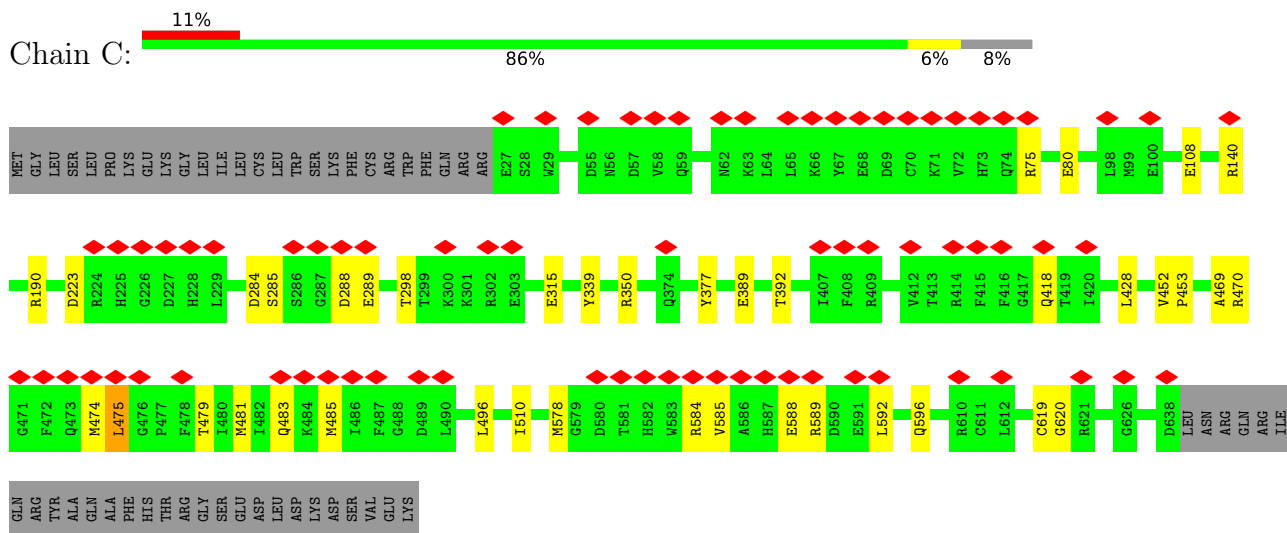 11%
Chain C:
86% 6% 8%
MET GLY LEU SER LEU PRO LYS GLU LYS GLY LEU ILE LEU CYS LEU TRP SER LYS PHE CYS ARG TRP PHE GLN ARG ARG E27 S28 W29 D55 N56 D57 V58 Q59 N62 K63 L64 L65 K66 Y67 E68 D69 C70 K71 V72 H73 Q74 R75 E80 L98 M99 E100 E108 R140
R190 D223 R224 H225 G226 D227 H228 L229 D284 S285 S286 G287 D288 E289 T298 T299 K300 K301 R302 E303 E315 Y339 R350 Q374 Y377 E389 T392 I407 F408 R409 V412 T413 R414 F415 F416 G417 Q418 T419 I420 L428 V452 P453 A469 R470
G471 F472 Q473 M474 L475 G476 P477 F478 T479 I480 M481 I482 Q483 K484 M485 I486 F487 G488 D489 L490 L496 I510 M578 G579 D580 T581 H582 W583 R584 V585 A586 H587 E588 R589 D590 E591 L592 Q596 R610 C611 L612 C619 G620 R621 G626 D638 LEU ASN ARG GLN ARG ILE
GLN ARG TYR ALA GLN ALA PHE HIS THR ARG GLY SER GLU ASP LEU ASP LYS ASP SER VAL GLU LYS